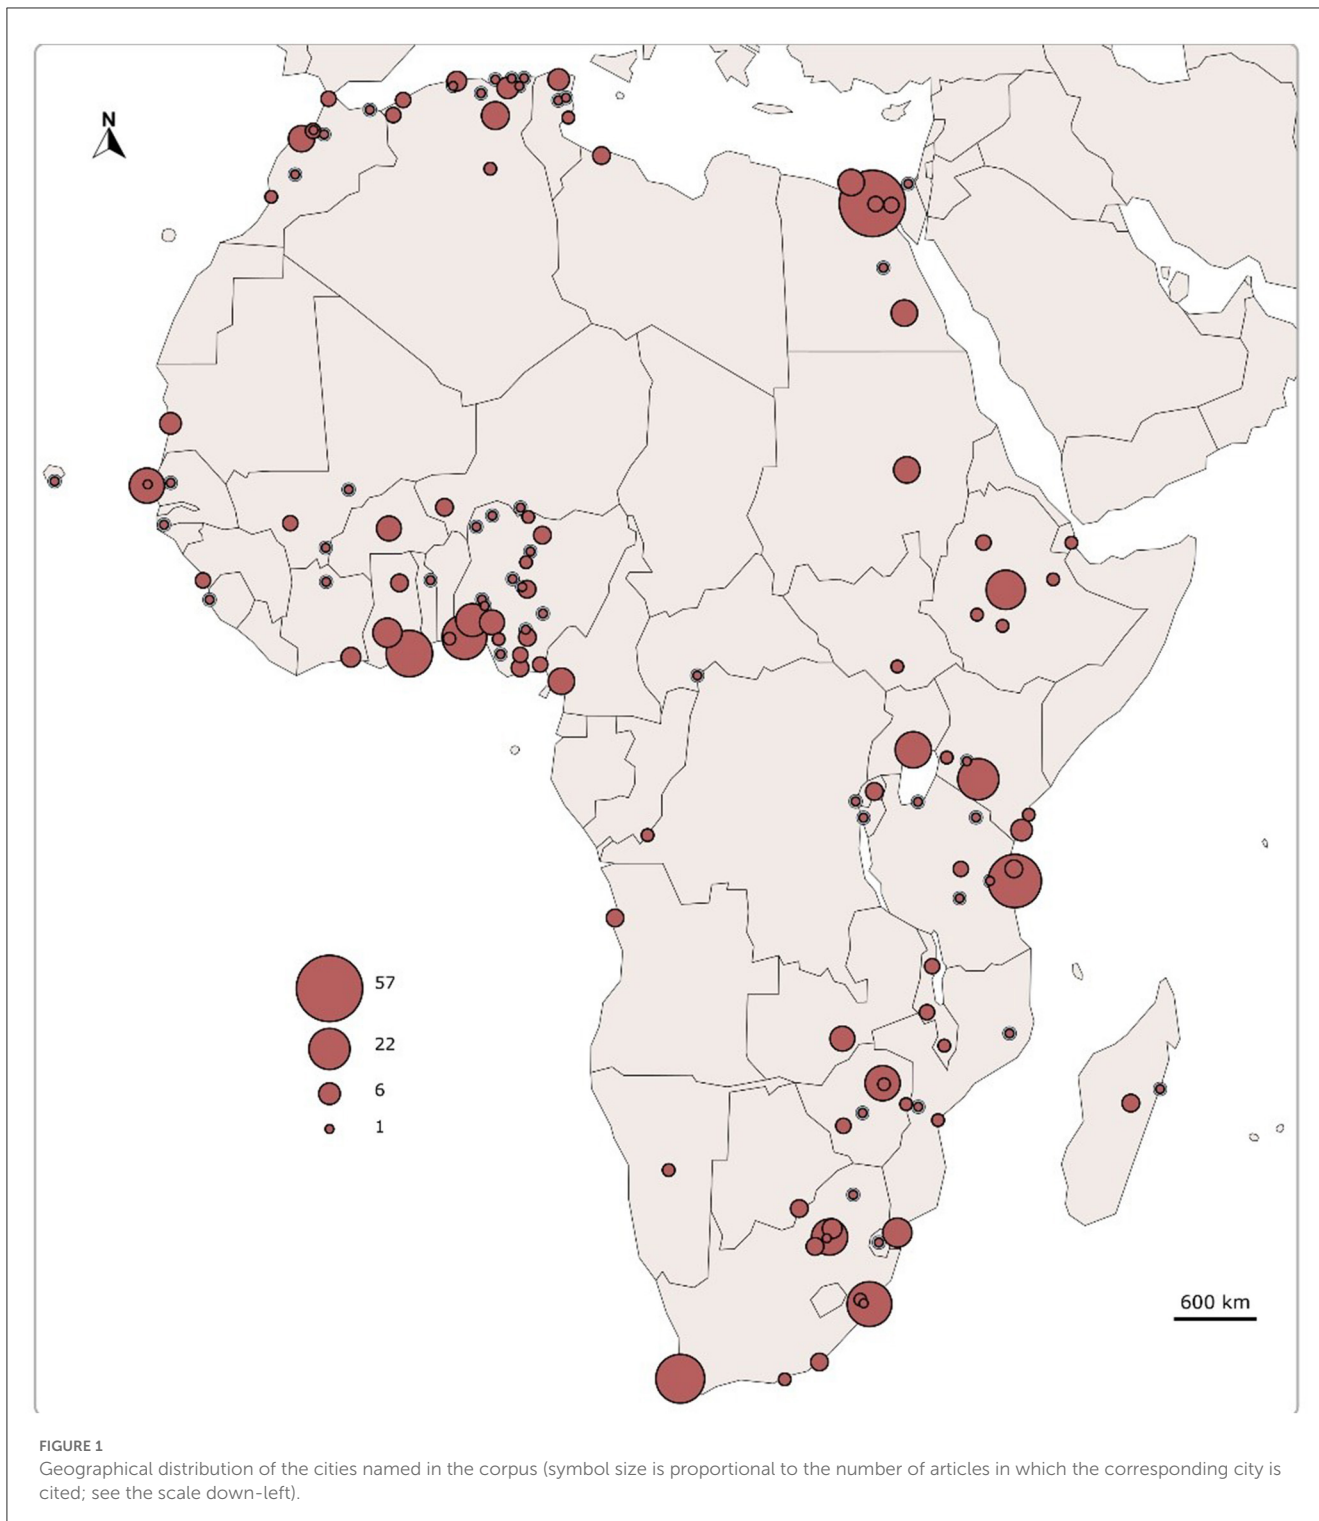 N
57
22
6
1
600 km
FIGURE 1
Geographical distribution of the cities named in the corpus (symbol size is proportional to the number of articles in which the corresponding city is
cited; see the scale down-left).